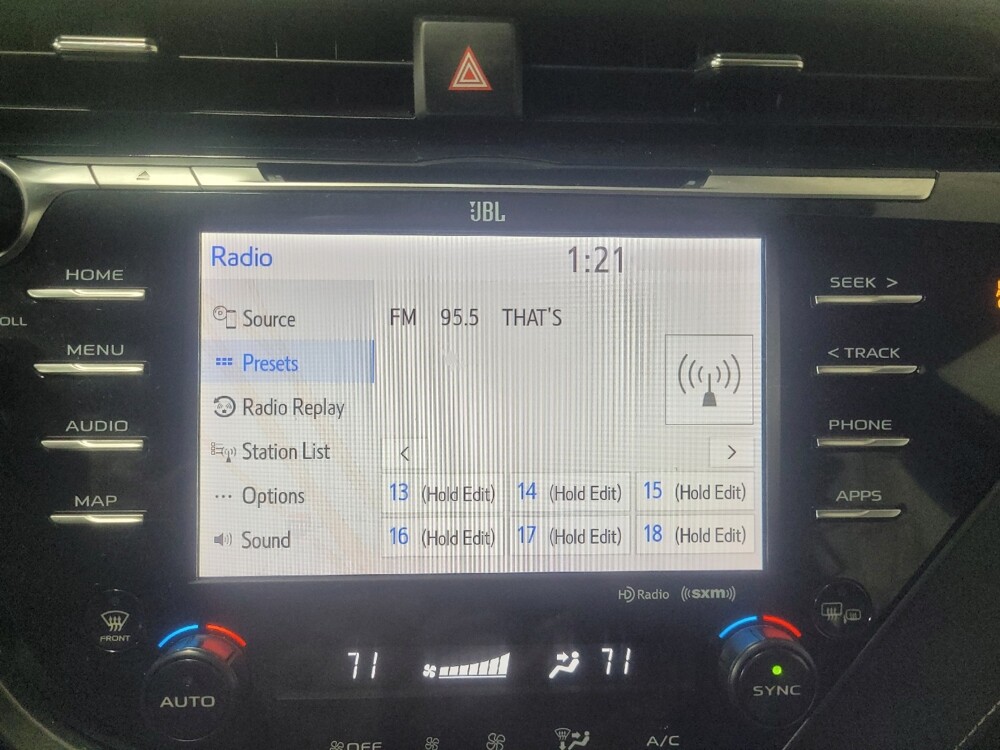 JBL
Radio 1:21
HOME
SEEK >
OLL
Source
FM 95.5 THAT'S
MENU
Presets
< TRACK
Radio Replay
AUDIO
PHONE
Station List
< >
MAP
Options
13 (Hold Edit) 14 (Hold Edit) 15 (Hold Edit)
APPS
Sound
16 (Hold Edit) 17 (Hold Edit) 18 (Hold Edit)
HD Radio ((sxm))
FRONT
71 71
AUTO
SYNC
OFF
A/C